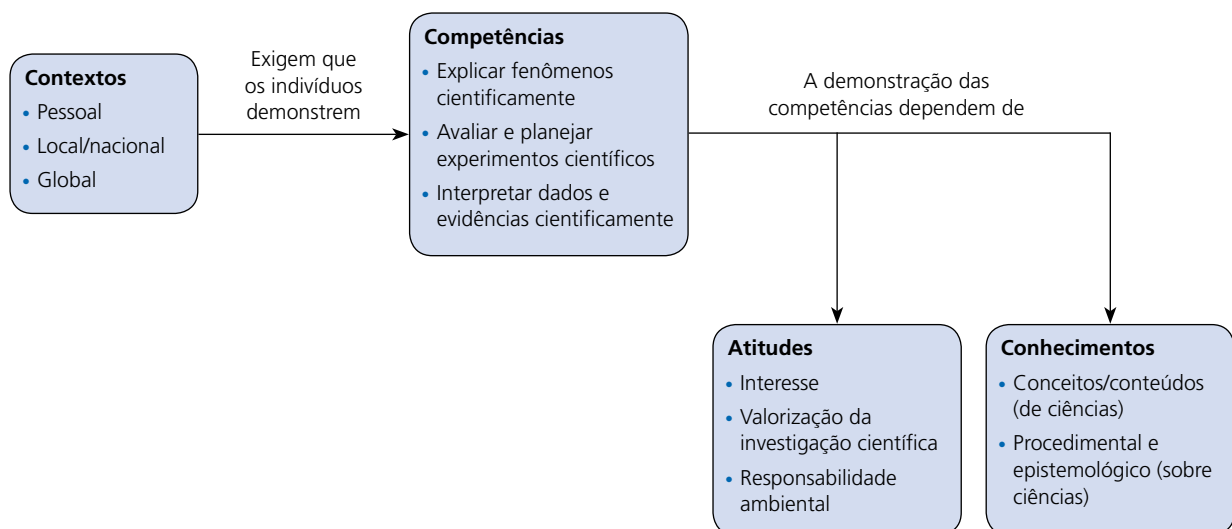 Contextos
• Pessoal
• Local/nacional
• Global
Exigem que
os indivíduos
demonstrem
Competências
• Explicar fenômenos
cientificamente
• Avaliar e planejar
experimentos científicos
• Interpretar dados e
evidências cientificamente
A demonstração das
competências dependem de
Atitudes
• Interesse
• Valorização da
investigação científica
• Responsabilidade
ambiental
Conhecimentos
• Conceitos/conteúdos
(de ciências)
• Procedimental e
epistemológico (sobre
ciências)